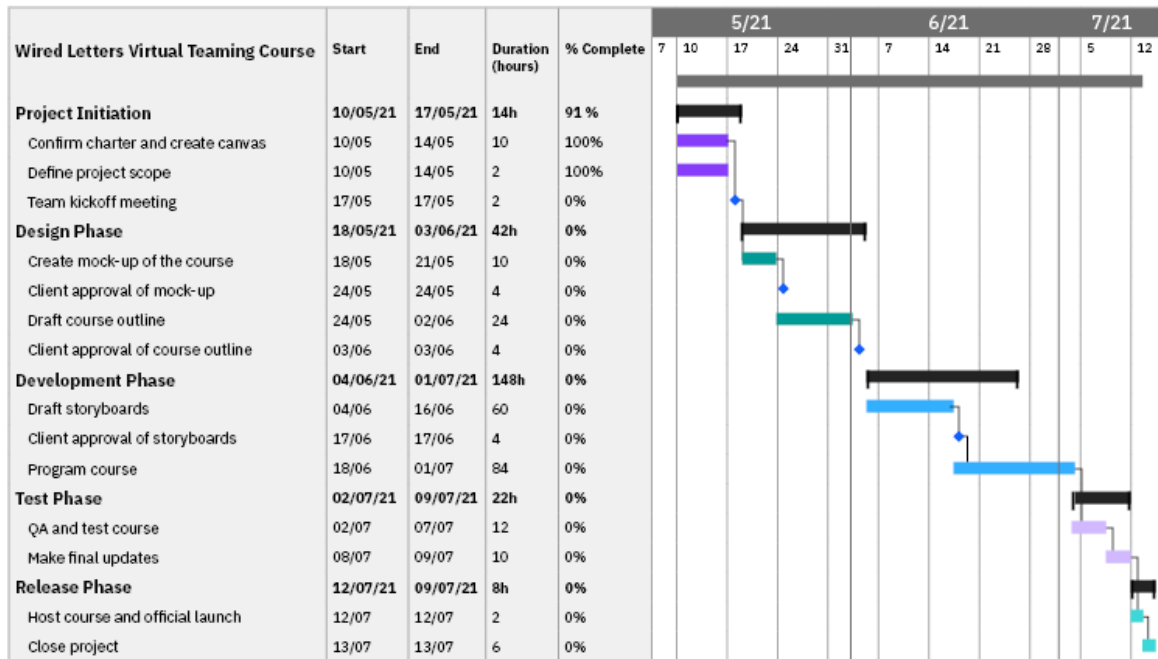 5/21 6/21 7/21
Wired Letters Virtual Teaming Course Start End Duration (hours) % Complete 7 10 17 24 31 7 14 21 28 5 12
Project Initiation 10/05/21 17/05/21 14h 91 %
Confirm charter and create canvas 10/05 14/05 10 100%
Define project scope 10/05 14/05 2 100%
Team kickoff meeting 17/05 17/05 2 0%
Design Phase 18/05/21 03/06/21 42h 0%
Create mock-up of the course 18/05 21/05 10 0%
Client approval of mock-up 24/05 24/05 4 0%
Draft course outline 24/05 02/06 24 0%
Client approval of course outline 03/06 03/06 4 0%
Development Phase 04/06/21 01/07/21 148h 0%
Draft storyboards 04/06 16/06 60 0%
Client approval of storyboards 17/06 17/06 4 0%
Program course 18/06 01/07 84 0%
Test Phase 02/07/21 09/07/21 22h 0%
QA and test course 02/07 07/07 12 0%
Make final updates 08/07 09/07 10 0%
Release Phase 12/07/21 09/07/21 8h 0%
Host course and official launch 12/07 12/07 2 0%
Close project 13/07 13/07 6 0%